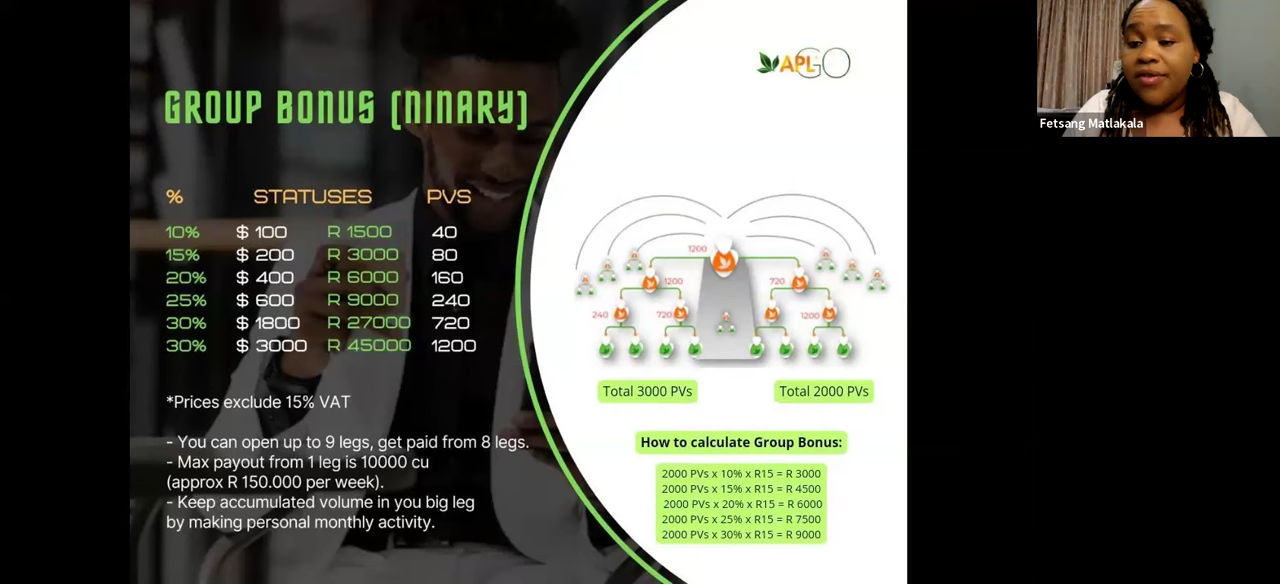 APLGO
GROUP BONUS (NINARY)
% STATUSES PVS
10% $ 100 R 1500 40
15% $ 200 R 3000 80
20% $ 400 R 6000 160
25% $ 600 R 9000 240
30% $ 1800 R 27000 720
30% $ 3000 R 45000 1200
*Prices exclude 15% VAT
- You can open up to 9 legs, get paid from 8 legs.
- Max payout from 1 leg is 10000 cu
(approx R 150.000 per week).
- Keep accumulated volume in you big leg
by making personal monthly activity.
1200
1200 720
240 720 1200
Total 3000 PVs Total 2000 PVs
How to calculate Group Bonus:
2000 PVs x 10% x R15 = R 3000
2000 PVs x 15% x R15 = R 4500
2000 PVs x 20% x R15 = R 6000
2000 PVs x 25% x R15 = R 7500
2000 PVs x 30% x R15 = R 9000
Fetsang Matlakala